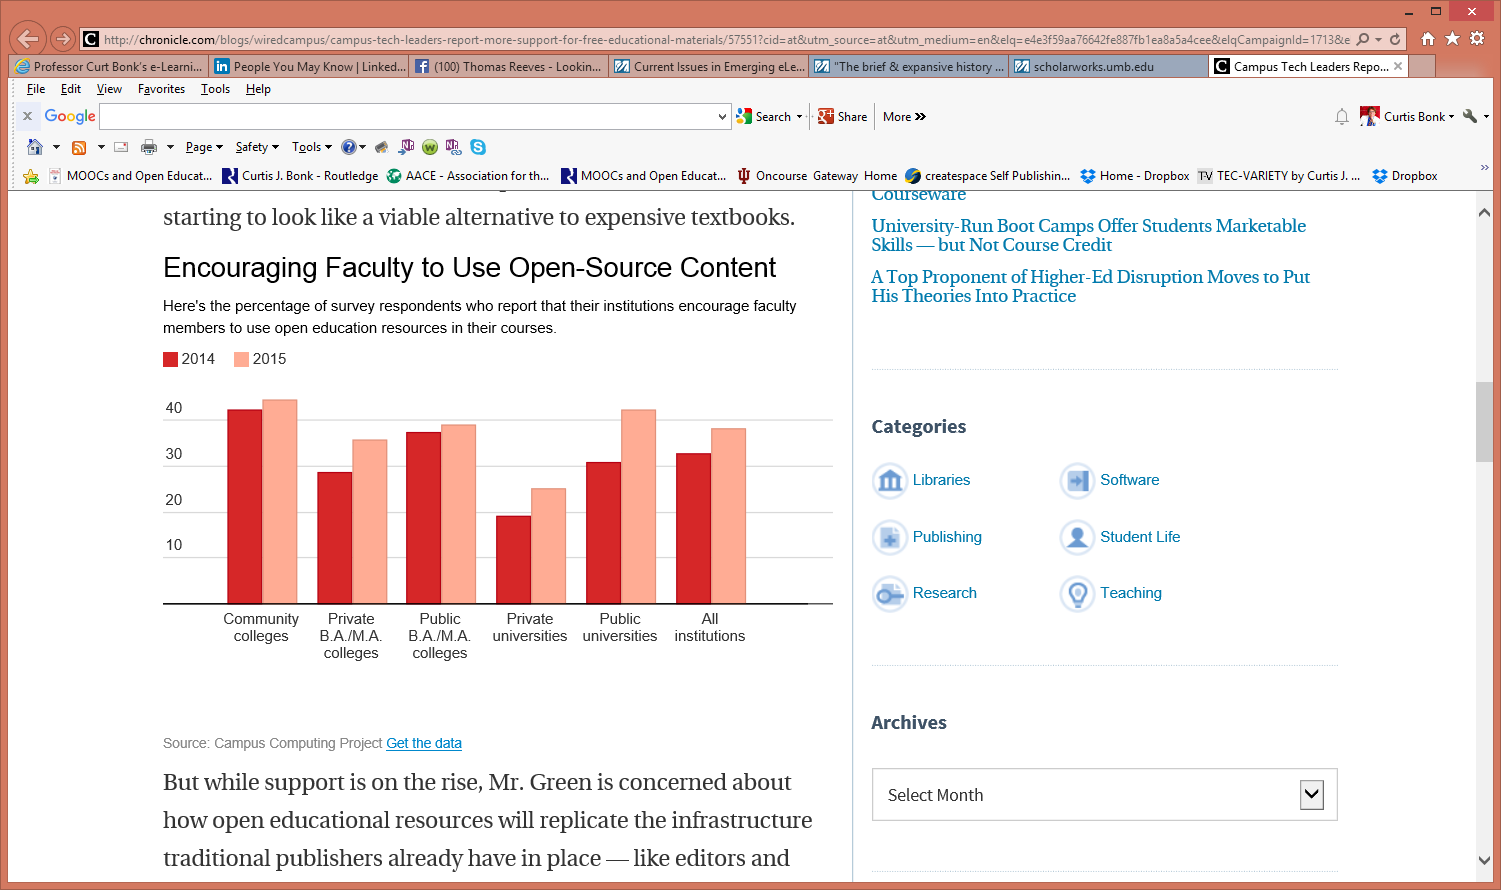 http://chronicle.com/blogs/wiredcampus/campus-tech-leaders-report-more-support-for-free-educational-materials/57551?cid=at&utm_source=at&utm_medium=en&elq=e4e3f59aa76642fe887fb1ea8a5a4cee&elqCampaignId=1713&e
Professor Curt Bonk's e-Learni...
People You May Know | Linked...
(100) Thomas Reeves - Lookin...
Current Issues in Emerging eLe...
"The brief & expansive history ...
scholarworks.umb.edu
Campus Tech Leaders Repo...
File Edit View Favorites Tools Help
x Google Search Share More » Curtis Bonk
Page Safety Tools
MOOCs and Open Educat... Curtis J. Bonk - Routledge AACE - Association for th... MOOCs and Open Educat... Oncourse Gateway Home createspace Self Publishin... Home - Dropbox T-V TEC-VARIETY by Curtis J. ... Dropbox
starting to look like a viable alternative to expensive textbooks.
Encouraging Faculty to Use Open-Source Content
Here's the percentage of survey respondents who report that their institutions encourage faculty
members to use open education resources in their courses.
2014 2015
40
30
20
10
Community
colleges
Private
B.A./M.A.
colleges
Public
B.A./M.A.
colleges
Private
universities
Public
universities
All
institutions
Source: Campus Computing Project Get the data
But while support is on the rise, Mr. Green is concerned about
how open educational resources will replicate the infrastructure
traditional publishers already have in place — like editors and
Courseware
University-Run Boot Camps Offer Students Marketable
Skills — but Not Course Credit
A Top Proponent of Higher-Ed Disruption Moves to Put
His Theories Into Practice
Categories
Libraries
Software
Publishing
Student Life
Research
Teaching
Archives
Select Month